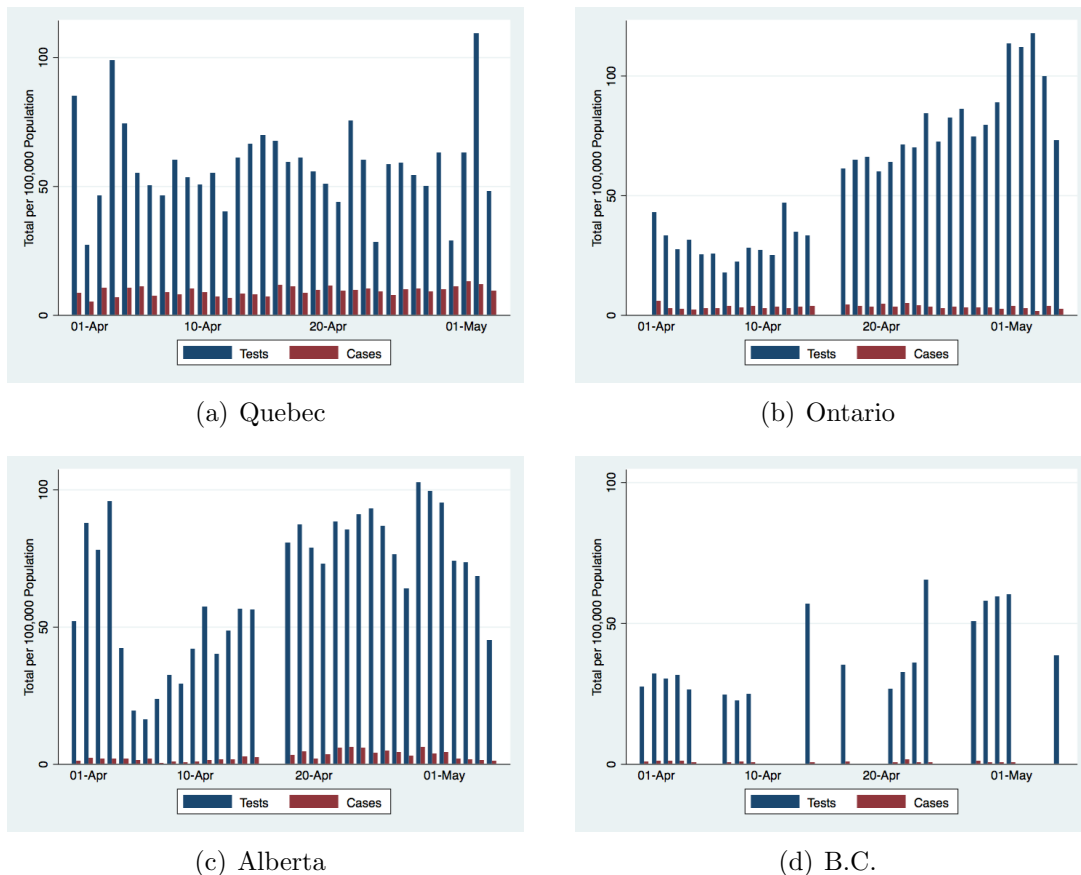 Total per 100,000 Population
100
50
0
01-Apr 10-Apr 20-Apr 01-May
Tests Cases
(a) Quebec
Total per 100,000 Population
100
50
0
01-Apr 10-Apr 20-Apr 01-May
Tests Cases
(b) Ontario
Total per 100,000 Population
100
50
0
01-Apr 10-Apr 20-Apr 01-May
Tests Cases
(c) Alberta
Total per 100,000 Population
100
50
0
01-Apr 10-Apr 20-Apr 01-May
Tests Cases
(d) B.C.